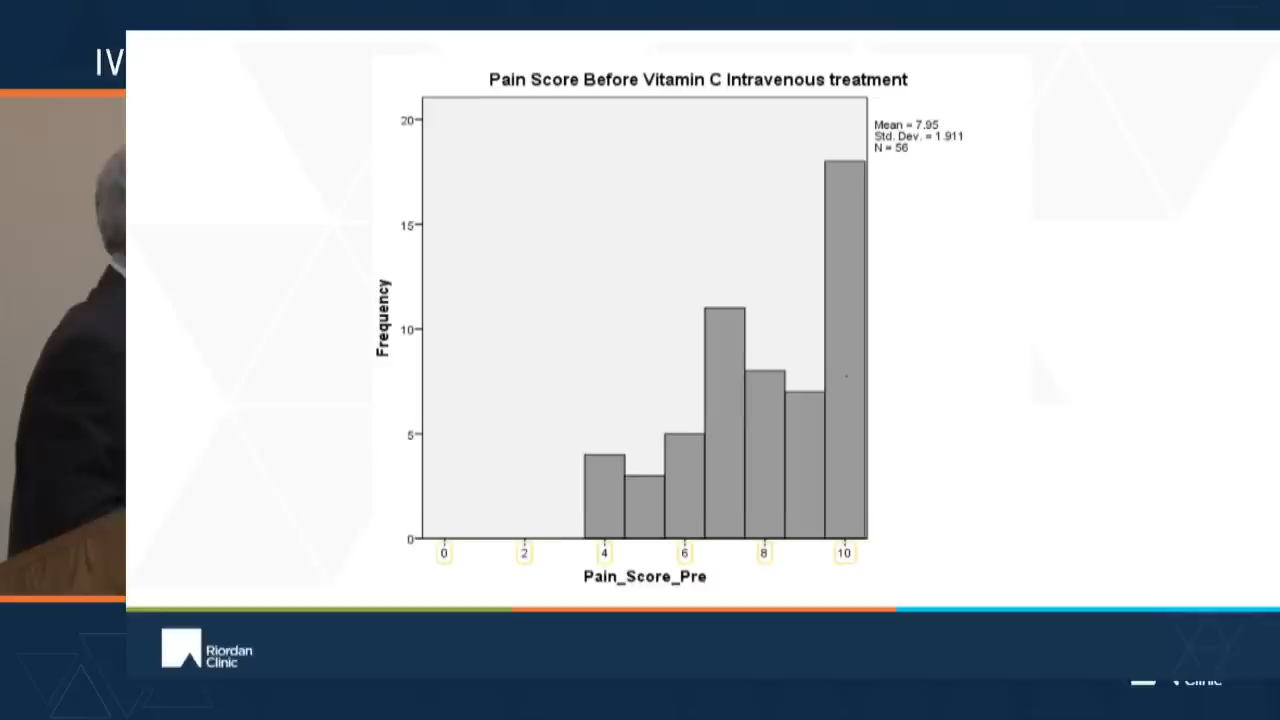 IV
Pain Score Before Vitamin C Intravenous treatment
Mean = 7.95
Std. Dev. = 1.911
N = 56
20
15
10
5
0
Frequency
0 2 4 6 8 10
Pain_Score_Pre
Riordan
Clinic
Clinic